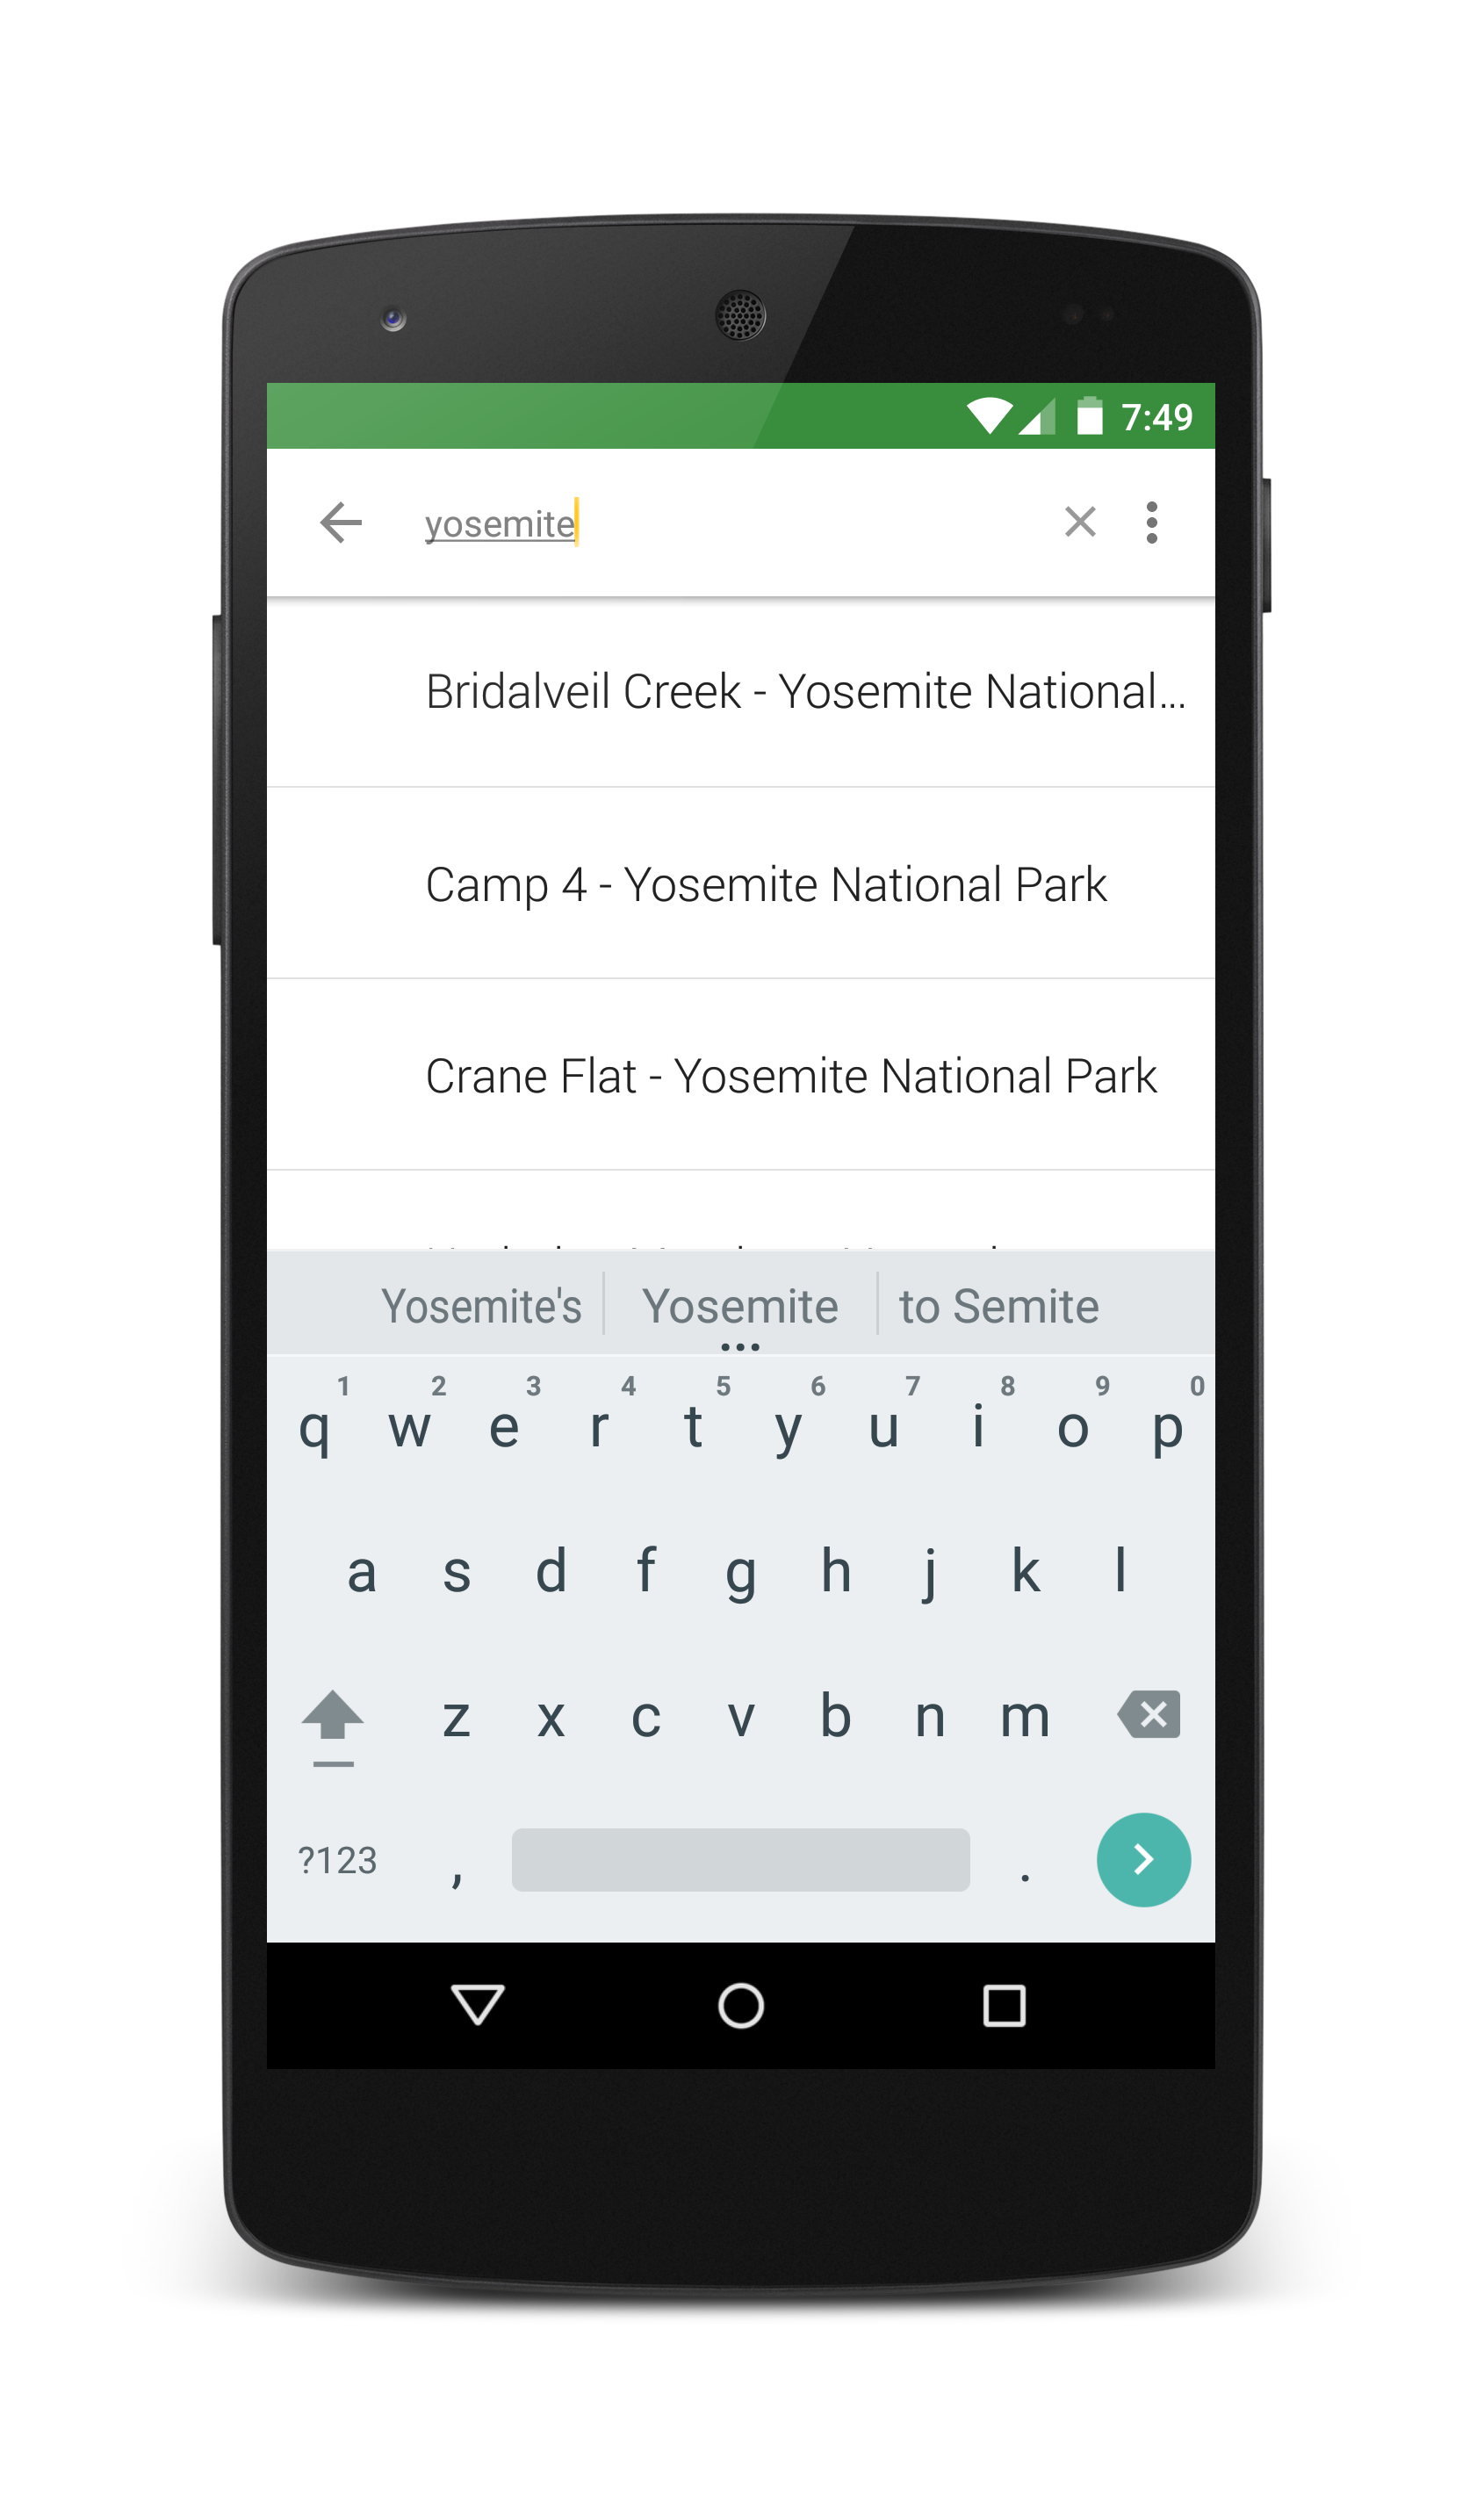 7:49
yosemite
Bridalveil Creek - Yosemite National...
Camp 4 - Yosemite National Park
Crane Flat - Yosemite National Park
Yosemite's Yosemite to Semite
1 2 3 4 5 6 7 8 9 0
q w e r t y u i o p
a s d f g h j k l
z x c v b n m
?123 , .